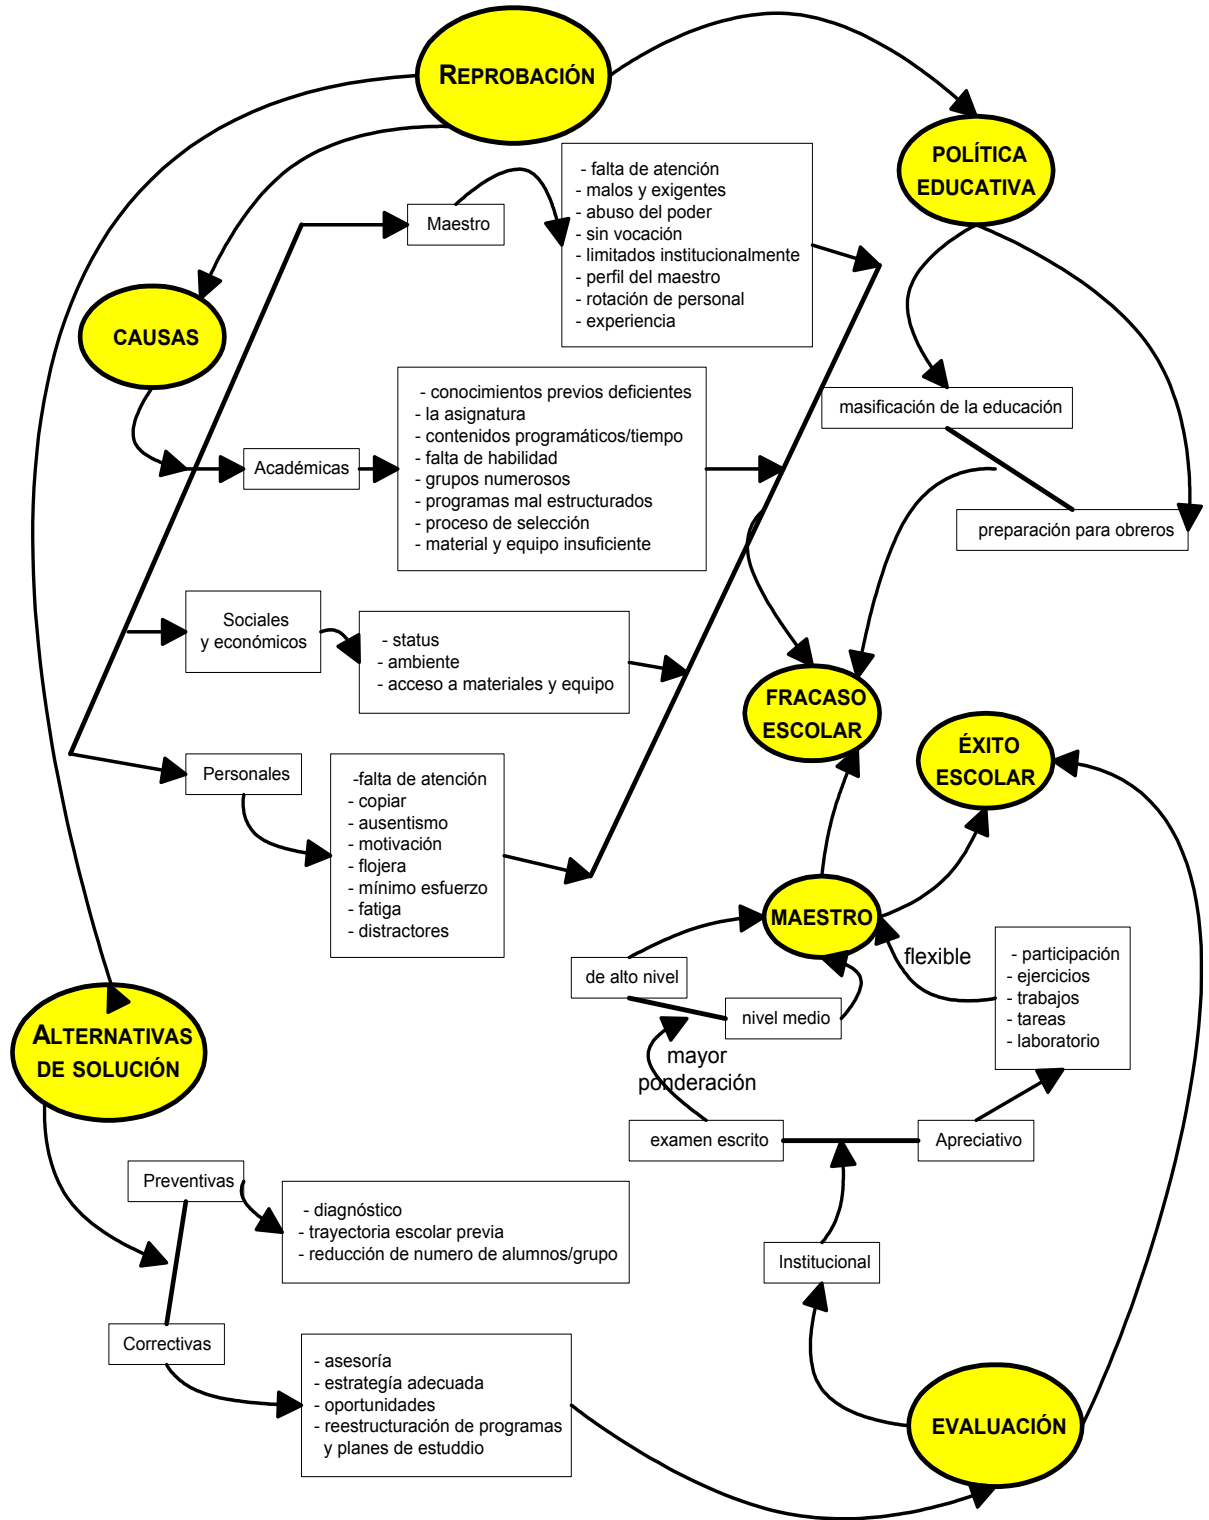 REPROBACIÓN
POLÍTICA
EDUCATIVA
Maestro
- falta de atención
- malos y exigentes
- abuso del poder
- sin vocación
- limitados institucionalmente
- perfil del maestro
- rotación de personal
- experiencia
CAUSAS
masificación de la educación
Académicas
- conocimientos previos deficientes
- la asignatura
- contenidos programáticos/tiempo
- falta de habilidad
- grupos numerosos
- programas mal estructurados
- proceso de selección
- material y equipo insuficiente
preparación para obreros
Sociales
y económicos
- status
- ambiente
- acceso a materiales y equipo
FRACASO
ESCOLAR
ÉXITO
ESCOLAR
Personales
-falta de atención
- copiar
- ausentismo
- motivación
- flojera
- mínimo esfuerzo
- fatiga
- distractores
MAESTRO
de alto nivel
nivel medio
flexible
- participación
- ejercicios
- trabajos
- tareas
- laboratorio
mayor
ponderación
examen escrito
Apreciativo
ALTERNATIVAS
DE SOLUCIÓN
Preventivas
- diagnóstico
- trayectoria escolar previa
- reducción de numero de alumnos/grupo
Institucional
Correctivas
- asesoría
- estrategía adecuada
- oportunidades
- reestructuración de programas
y planes de estuddio
EVALUACIÓN